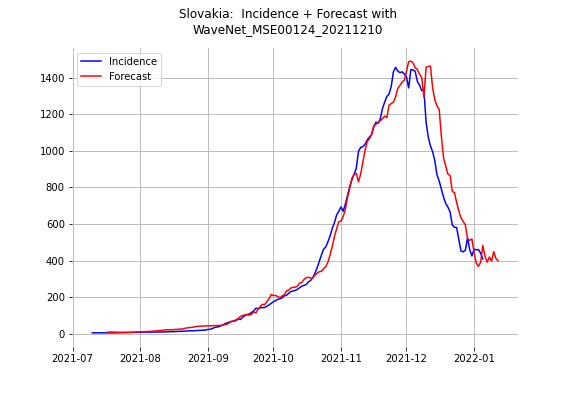 Slovakia:  Incidence + Forecast with
WaveNet_MSE00124_20211210
Incidence
Forecast
1400
1200
1000
800
600
400
200
0
2021-07 2021-08 2021-09 2021-10 2021-11 2021-12 2022-01